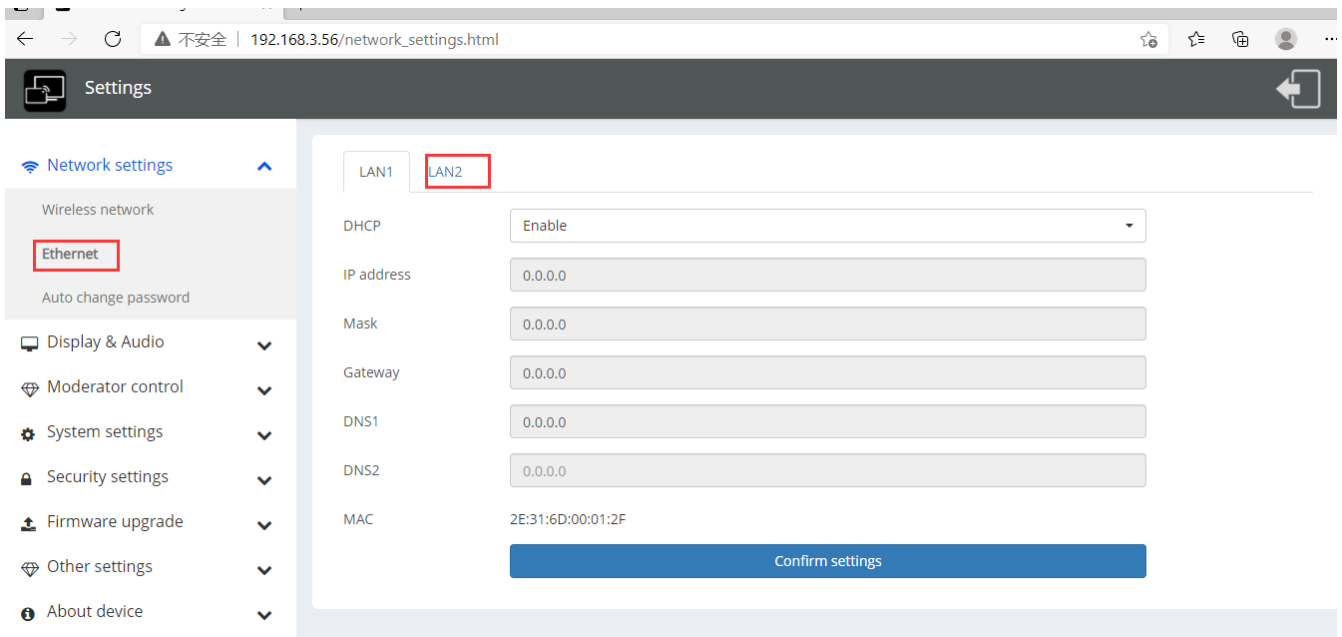 不安全 192.168.3.56/network_settings.html
Settings
Network settings
Wireless network
Ethernet
Auto change password
Display & Audio
Moderator control
System settings
Security settings
Firmware upgrade
Other settings
About device
LAN1 LAN2
DHCP Enable
IP address 0.0.0.0
Mask 0.0.0.0
Gateway 0.0.0.0
DNS1 0.0.0.0
DNS2 0.0.0.0
MAC 2E:31:6D:00:01:2F
Confirm settings